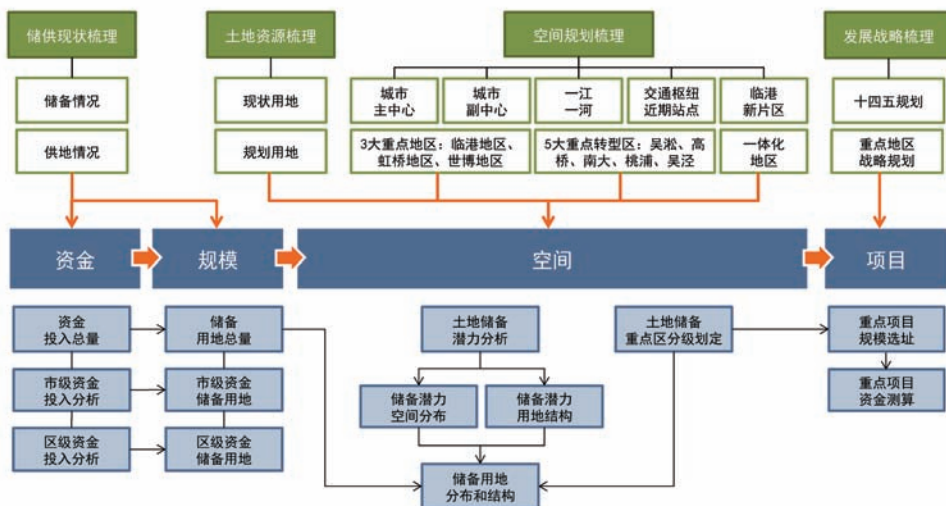 储供现状梳理
土地资源梳理
空间规划梳理
发展战略梳理
储备情况
现状用地
城市
主中心
城市
副中心
一江
一河
交通枢纽
近期站点
临港
新片区
十四五规划
供地情况
规划用地
3大重点地区：临港地区、
虹桥地区、世博地区
5大重点转型区：吴淞、高
桥、南大、桃浦、吴泾
一体化
地区
重点地区
战略规划
资金
规模
空间
项目
资金
投入总量
储备
用地总量
土地储备
潜力分析
土地储备
重点区分级划定
重点项目
规模选址
市级资金
投入分析
市级资金
储备用地
储备潜力
空间分布
储备潜力
用地结构
重点项目
资金测算
区级资金
投入分析
区级资金
储备用地
储备用地
分布和结构